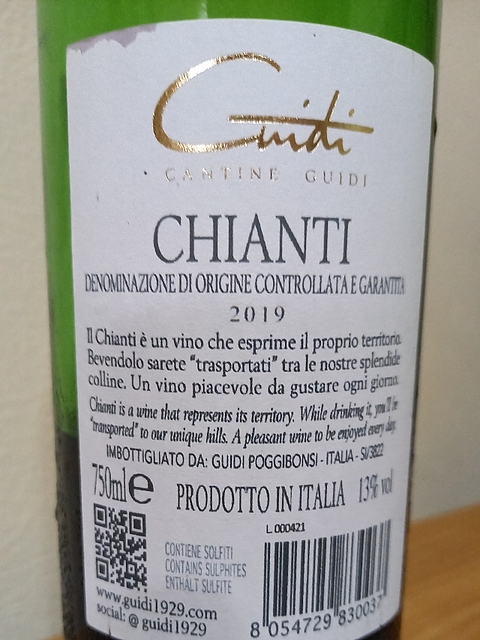 Guidi
CANTINE GUIDI
CHIANTI
DENOMINAZIONE DI ORIGINE CONTROLLATA E GARANTITA
2019
Il Chianti è un vino che esprime il proprio territorio.
Bevendolo sarete "trasportati" tra le nostre splendide
colline. Un vino piacevole da gustare ogni giorno.
Chianti is a wine that represents its territory. While drinking it, you'll be
"transported" to our unique hills. A pleasant wine to be enjoyed every day.
IMBOTTIGLIATO DA: GUIDI POGGIBONSI - ITALIA - SI/3822
750ml e PRODOTTO IN ITALIA 13% vol
L.000421
CONTIENE SOLFITI
CONTAINS SULPHITES
ENTHALT SULFITE
www.guidi1929.com
social: @ guidi1929
8 054729 830037